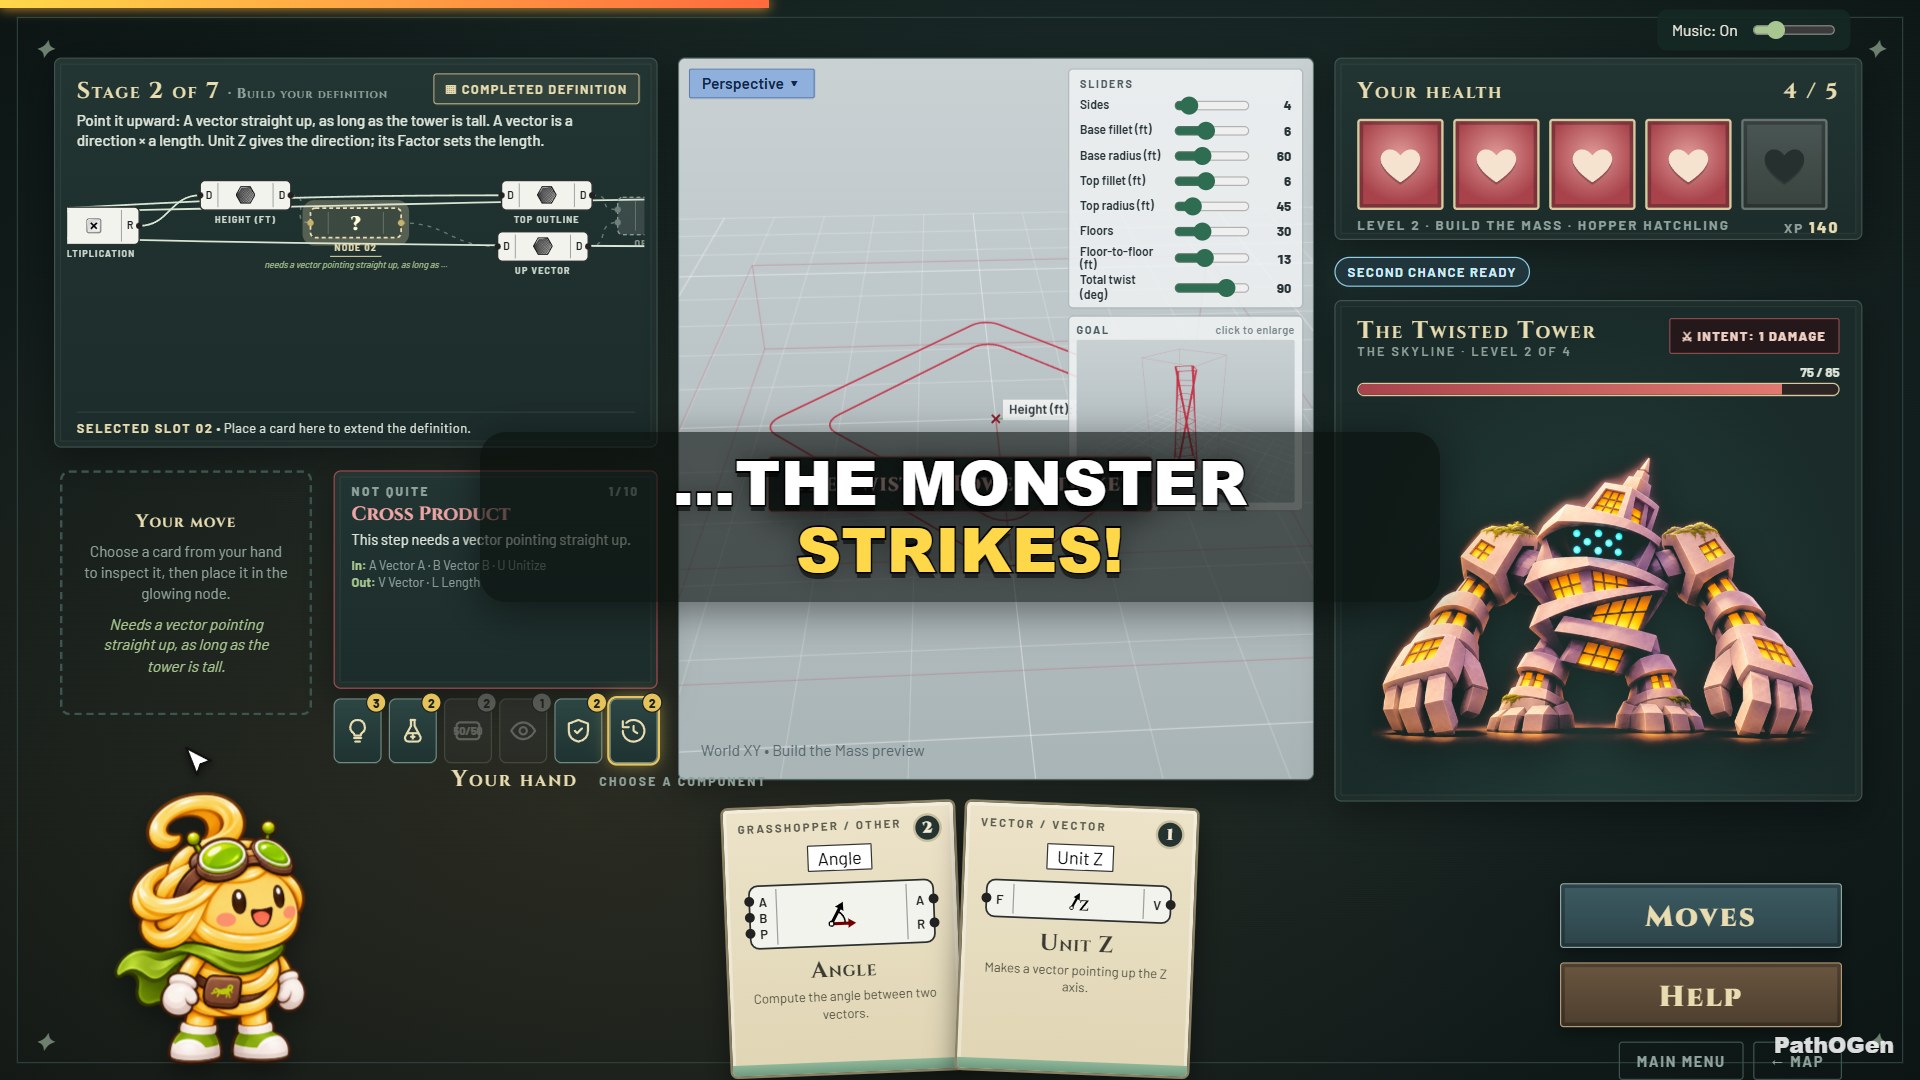 Music: On
STAGE 2 OF 7 · BUILD YOUR DEFINITION
COMPLETED DEFINITION
Point it upward: A vector straight up, as long as the tower is tall. A vector is a
direction × a length. Unit Z gives the direction; its Factor sets the length.
R
LTIPLICATION
D D
HEIGHT (FT)
?
NODE 02
needs a vector pointing straight up, as long as ...
D D
TOP OUTLINE
D D
UP VECTOR
SELECTED SLOT 02 • Place a card here to extend the definition.
YOUR MOVE
Choose a card from your hand
to inspect it, then place it in the
glowing node.
Needs a vector pointing
straight up, as long as the
tower is tall.
NOT QUITE
1/10
CROSS PRODUCT
This step needs a vector pointing straight up.
In: A Vector A · B Vector B · U Unitize
Out: V Vector · L Length
3
2
2
50/50
1
2
2
YOUR HAND
CHOOSE A COMPONENT
Perspective ▼
SLIDERS
Sides 4
Base fillet (ft) 6
Base radius (ft) 60
Top fillet (ft) 6
Top radius (ft) 45
Floors 30
Floor-to-floor (ft) 13
Total twist (deg) 90
GOAL
click to enlarge
Height (ft)
...THE MONSTER
STRIKES!
World XY • Build the Mass preview
YOUR HEALTH
4 / 5
LEVEL 2 · BUILD THE MASS · HOPPER HATCHLING
XP 140
SECOND CHANCE READY
THE TWISTED TOWER
THE SKYLINE · LEVEL 2 OF 4
INTENT: 1 DAMAGE
75 / 85
GRASSHOPPER / OTHER
2
Angle
A
B
P
A
R
ANGLE
Compute the angle between two
vectors.
VECTOR / VECTOR
1
Unit Z
F
Z
V
UNIT Z
Makes a vector pointing up the Z
axis.
MOVES
HELP
MAIN MENU
← MAP
PathOGen